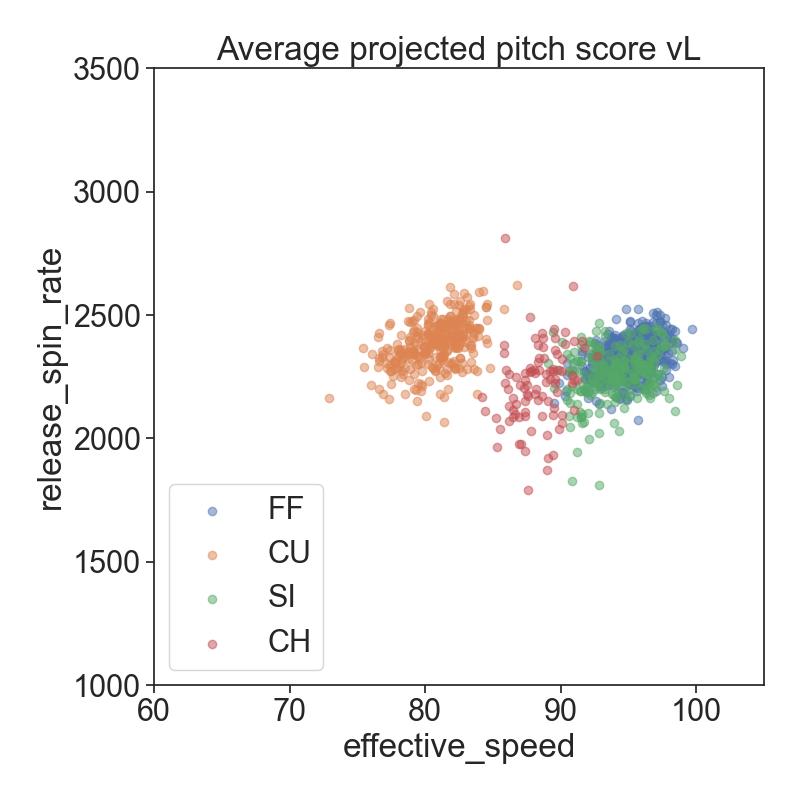 Average projected pitch score vL
3500
3000
2500
2000
1500
1000
release_spin_rate
FF
CU
SI
CH
60
70
80
90
100
effective_speed